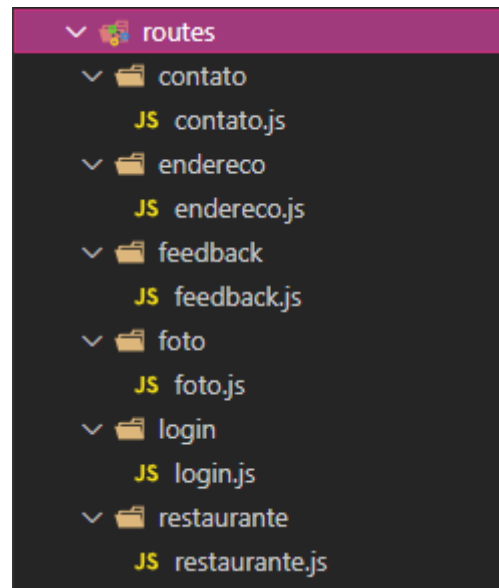 routes
contato
JS contato.js
endereco
JS endereco.js
feedback
JS feedback.js
foto
JS foto.js
login
JS login.js
restaurante
JS restaurante.js